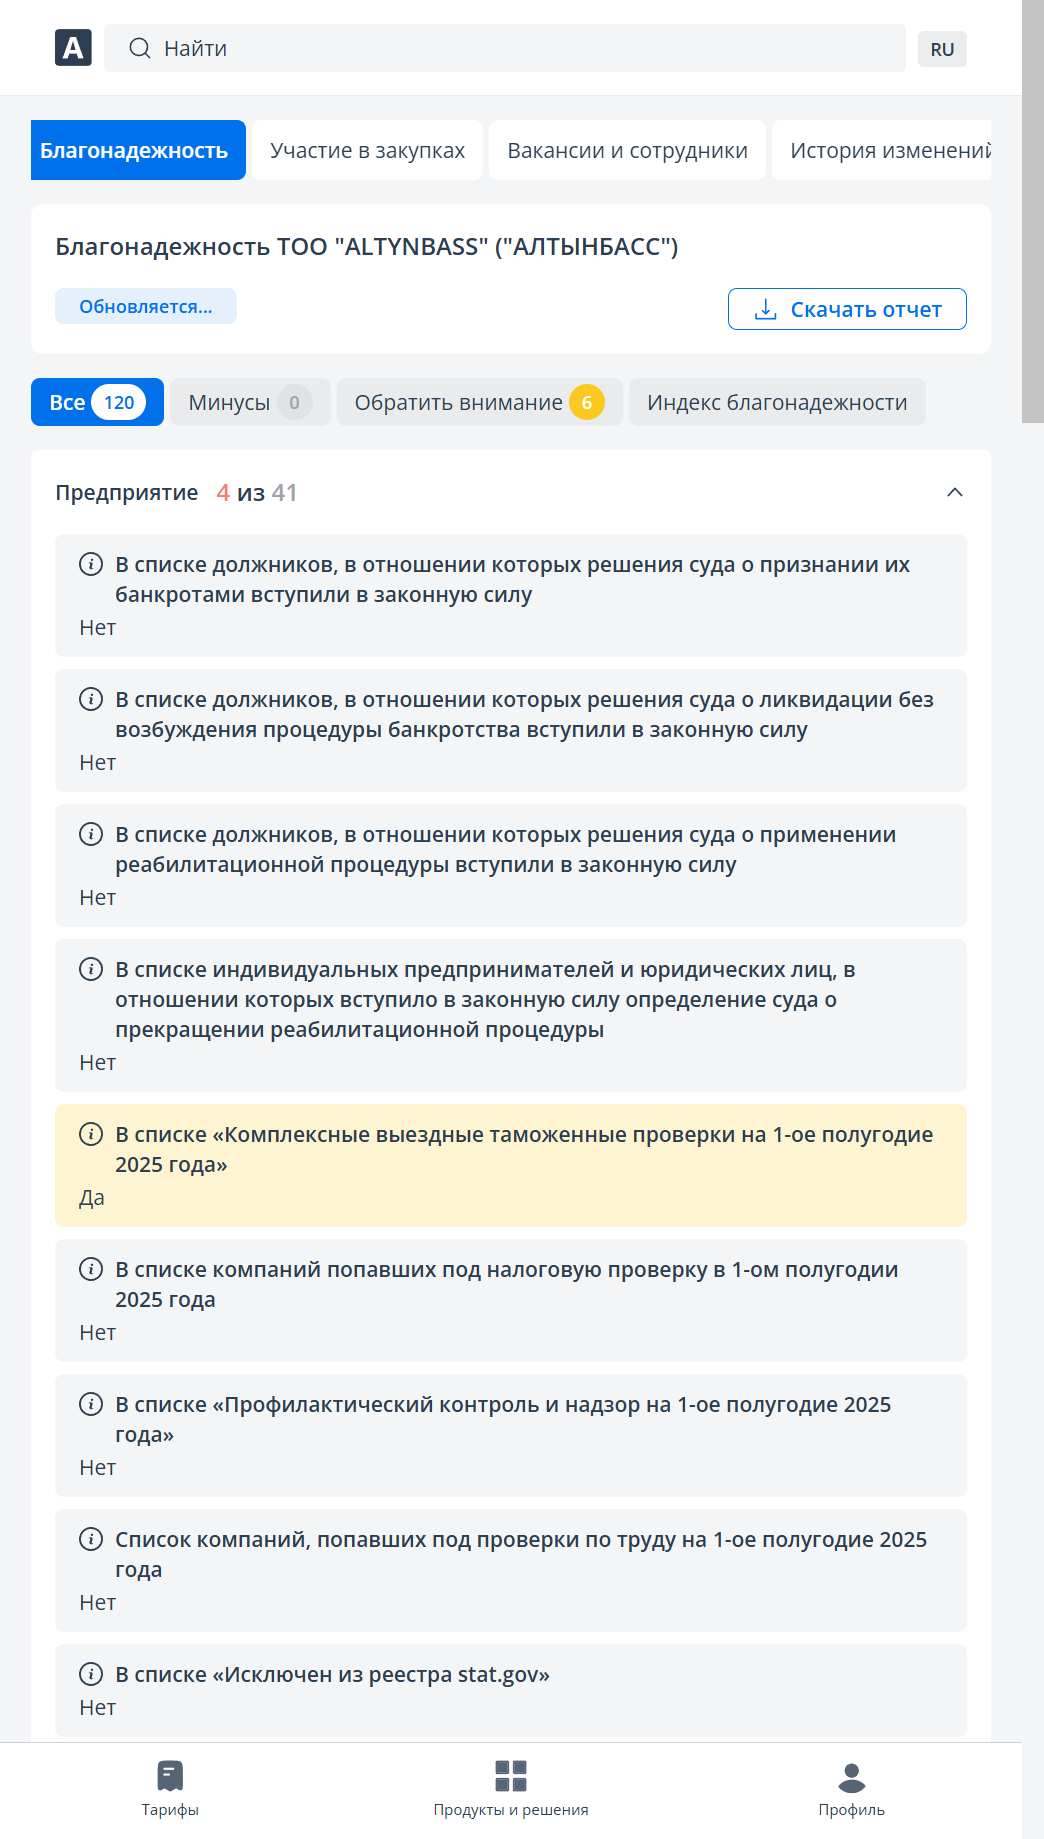 A
Найти
RU
Благонадежность
Участие в закупках
Вакансии и сотрудники
История изменений
Благонадежность ТОО "ALTYNBASS" ("АЛТЫНБАСС")
Обновляется...
Скачать отчет
Все 120
Минусы 0
Обратить внимание 6
Индекс благонадежности
Предприятие 4 из 41
В списке должников, в отношении которых решения суда о признании их
банкротами вступили в законную силу
Нет
В списке должников, в отношении которых решения суда о ликвидации без
возбуждения процедуры банкротства вступили в законную силу
Нет
В списке должников, в отношении которых решения суда о применении
реабилитационной процедуры вступили в законную силу
Нет
В списке индивидуальных предпринимателей и юридических лиц, в
отношении которых вступило в законную силу определение суда о
прекращении реабилитационной процедуры
Нет
В списке «Комплексные выездные таможенные проверки на 1-ое полугодие
2025 года»
Да
В списке компаний попавших под налоговую проверку в 1-ом полугодии
2025 года
Нет
В списке «Профилактический контроль и надзор на 1-ое полугодие 2025
года»
Нет
Список компаний, попавших под проверки по труду на 1-ое полугодие 2025
года
Нет
В списке «Исключен из реестра stat.gov»
Нет
Тарифы
Продукты и решения
Профиль